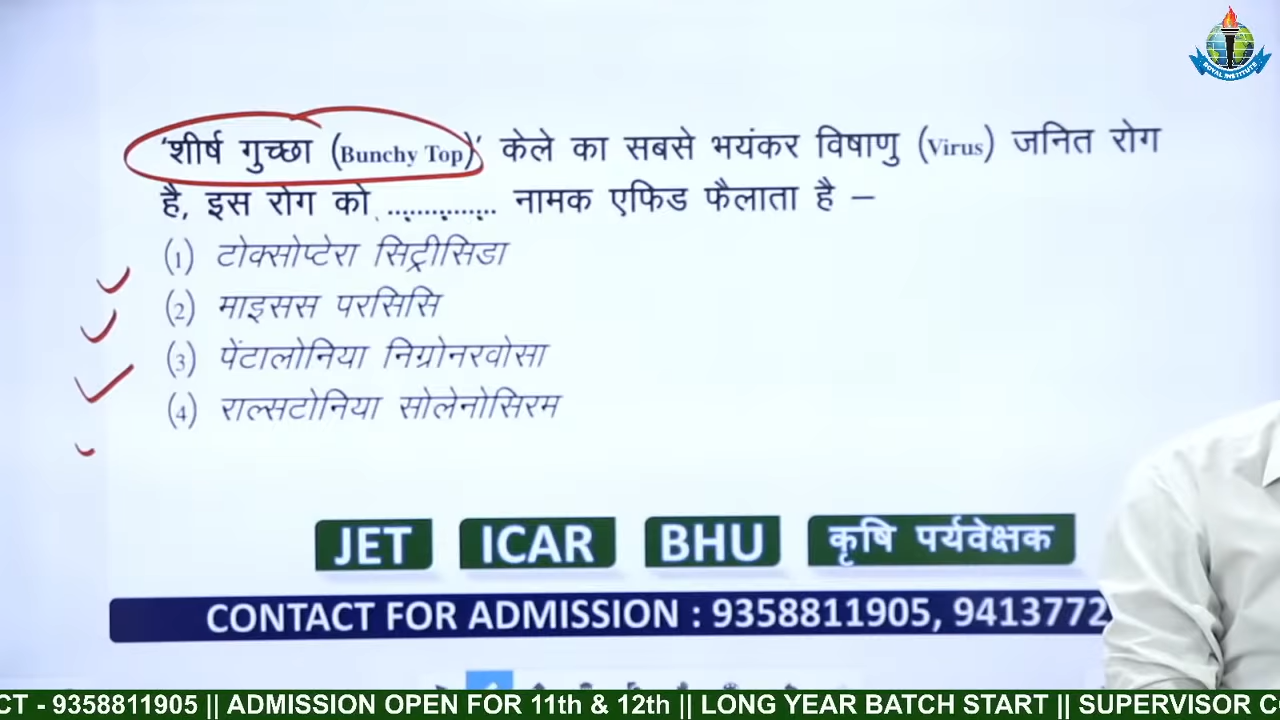 ROYAL INSTITUTE
'शीर्ष गुच्छा (Bunchy Top)' केले का सबसे भयंकर विषाणु (Virus) जनित रोग
है, इस रोग को ............... नामक एफिड फैलाता है –
(1) टोक्सोप्टेरा सिट्रीसिडा
(2) माइसस परसिसि
(3) पेंटालोनिया निग्रोनरवोसा
(4) राल्सटोनिया सोलेनोसिरम
JET ICAR BHU कृषि पर्यवेक्षक
CONTACT FOR ADMISSION : 9358811905, 9413772
CT - 9358811905 || ADMISSION OPEN FOR 11th & 12th || LONG YEAR BATCH START || SUPERVISOR C